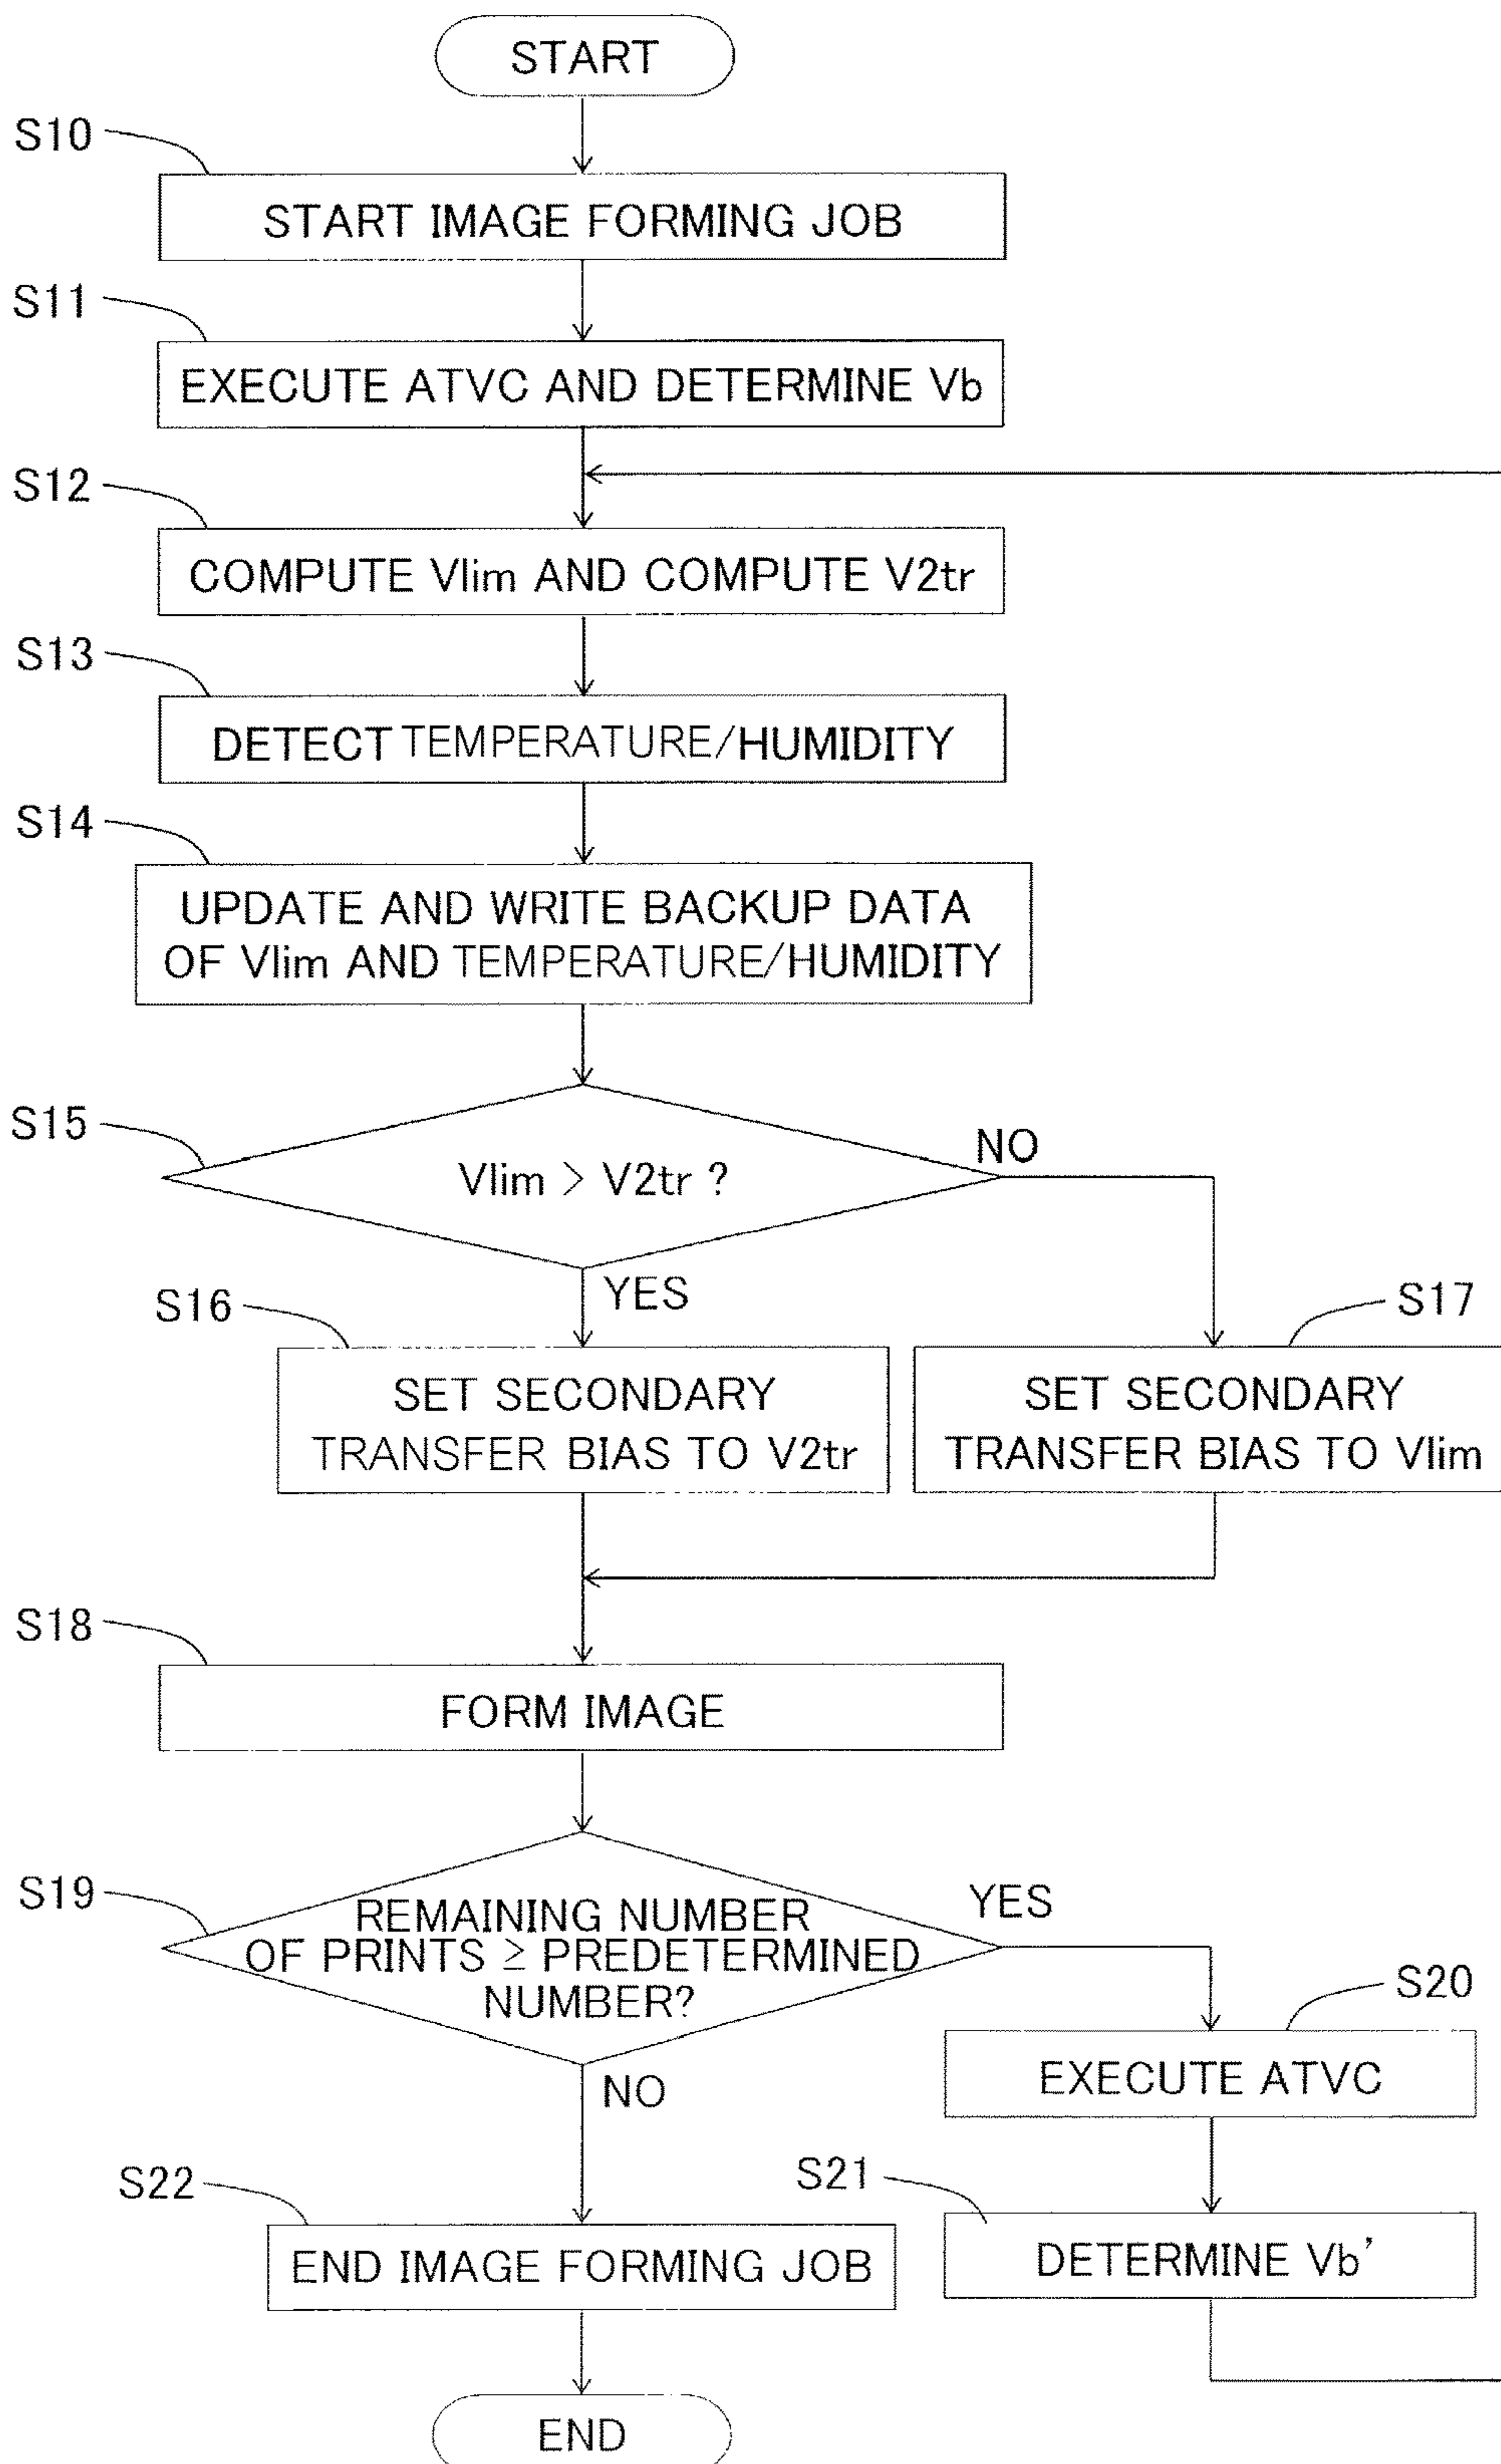 START
S10
START IMAGE FORMING JOB
S11
EXECUTE ATVC AND DETERMINE Vb
S12
COMPUTE Vlim AND COMPUTE V2tr
S13
DETECT TEMPERATURE/HUMIDITY
S14
UPDATE AND WRITE BACKUP DATA
OF Vlim AND TEMPERATURE/HUMIDITY
S15
Vlim > V2tr ?
NO
YES
S16
SET SECONDARY
TRANSFER BIAS TO V2tr
S17
SET SECONDARY
TRANSFER BIAS TO Vlim
S18
FORM IMAGE
S19
REMAINING NUMBER
OF PRINTS ≥ PREDETERMINED
NUMBER?
YES
NO
S20
EXECUTE ATVC
S21
DETERMINE Vb’
S22
END IMAGE FORMING JOB
END